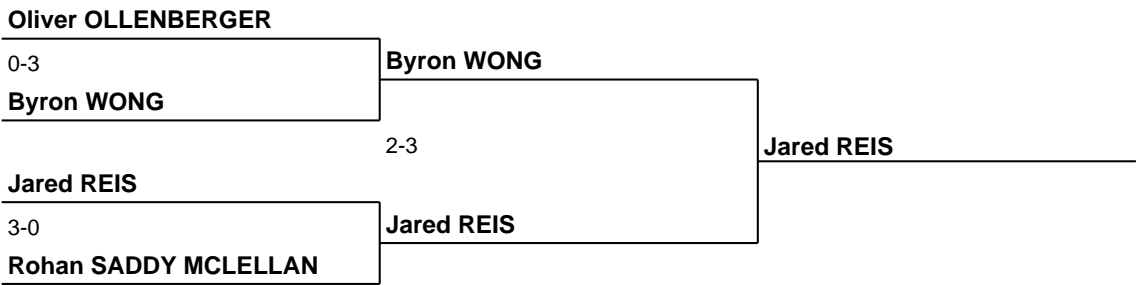 Oliver OLLENBERGER
0-3
Byron WONG
Byron WONG
2-3
Jared REIS
Jared REIS
3-0
Jared REIS
Rohan SADDY MCLELLAN